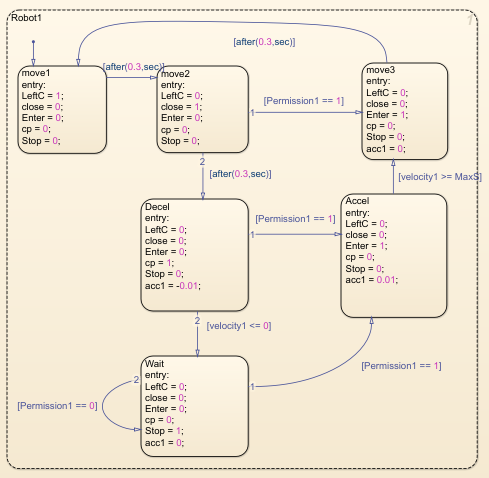 Robot1
1
[after(0.3,sec)]
move1
entry:
LeftC = 1;
close = 0;
Enter = 0;
cp = 0;
Stop = 0;
[after(0.3,sec)]
move2
entry:
LeftC = 0;
close = 1;
Enter = 0;
cp = 0;
Stop = 0;
1
[Permission1 == 1]
move3
entry:
LeftC = 0;
close = 0;
Enter = 1;
cp = 0;
Stop = 0;
acc1 = 0;
2
[after(0.3,sec)]
[velocity1 >= MaxS]
Decel
entry:
LeftC = 0;
close = 0;
Enter = 0;
cp = 1;
Stop = 0;
acc1 = -0.01;
1
[Permission1 == 1]
Accel
entry:
LeftC = 0;
close = 0;
Enter = 1;
cp = 0;
Stop = 0;
acc1 = 0.01;
2
[velocity1 <= 0]
Wait
entry:
LeftC = 0;
close = 0;
Enter = 0;
cp = 0;
Stop = 1;
acc1 = 0;
2
[Permission1 == 0]
1
[Permission1 == 1]